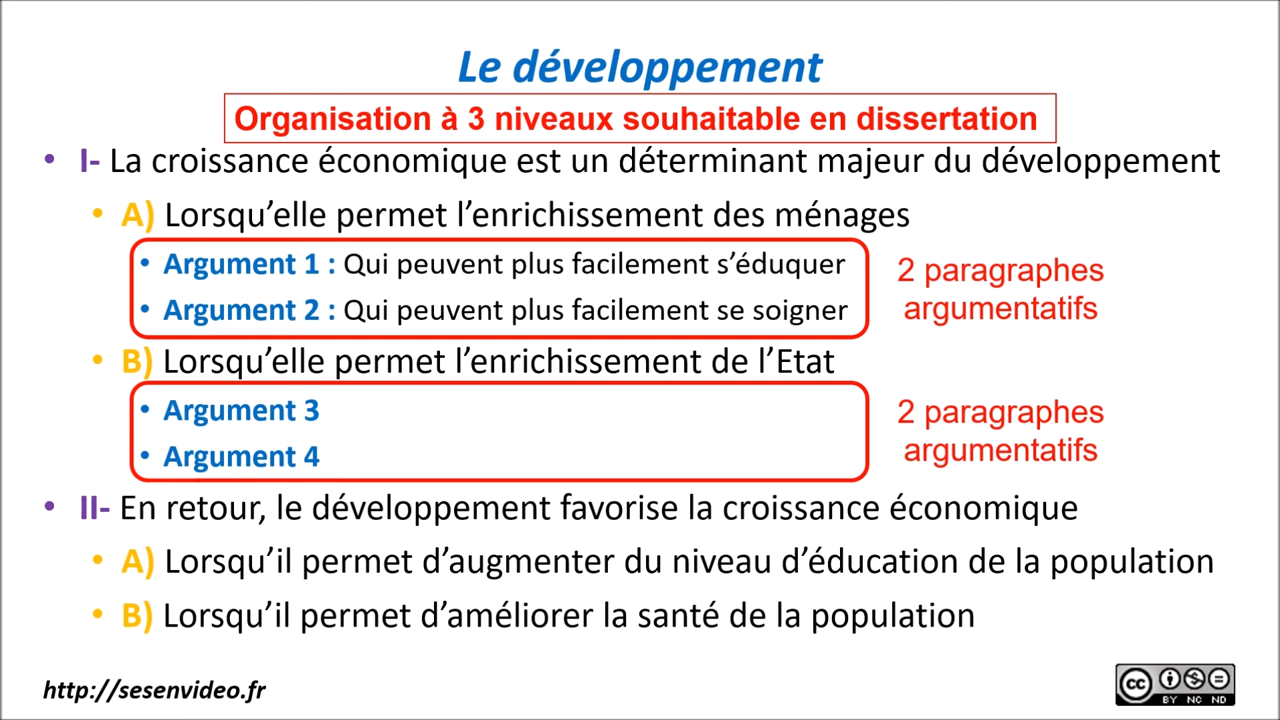 Le développement
Organisation à 3 niveaux souhaitable en dissertation
• I- La croissance économique est un déterminant majeur du développement
• A) Lorsqu'elle permet l'enrichissement des ménages
• Argument 1 : Qui peuvent plus facilement s'éduquer
• Argument 2 : Qui peuvent plus facilement se soigner
2 paragraphes
argumentatifs
• B) Lorsqu'elle permet l'enrichissement de l'Etat
• Argument 3
• Argument 4
2 paragraphes
argumentatifs
• II- En retour, le développement favorise la croissance économique
• A) Lorsqu'il permet d'augmenter du niveau d'éducation de la population
• B) Lorsqu'il permet d'améliorer la santé de la population
http://sesenvideo.fr
cc
BY NC ND